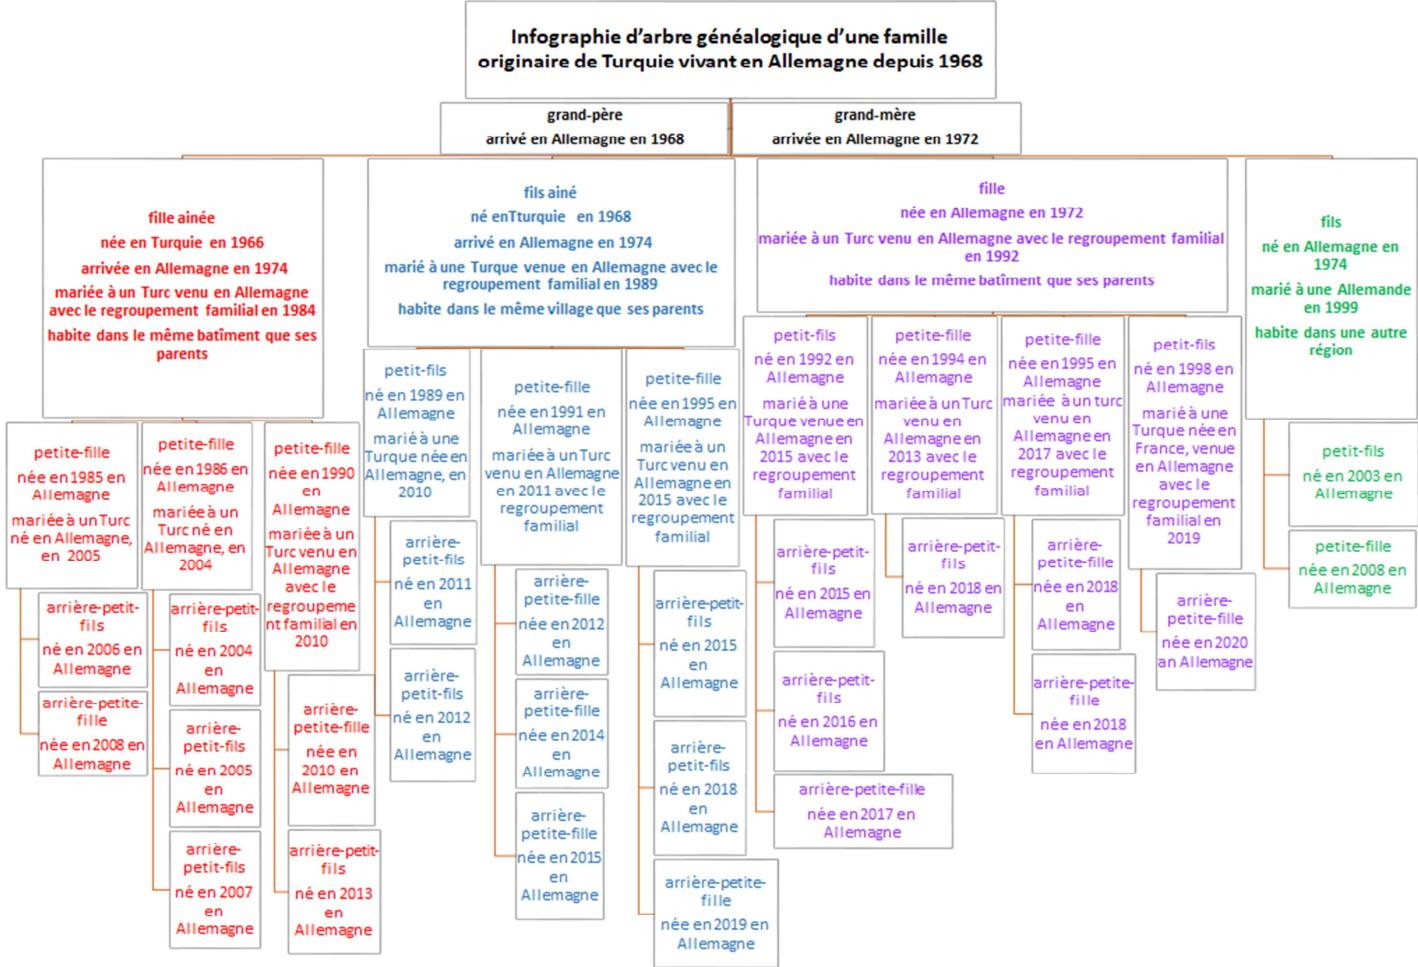 Infographie d’arbre généalogique d’une famille
originaire de Turquie vivant en Allemagne depuis 1968
grand-père
arrivé en Allemagne en 1968
grand-mère
arrivée en Allemagne en 1972
fille ainée
née en Turquie en 1966
arrivée en Allemagne en 1974
mariée à un Turc venu en Allemagne
avec le regroupement familial en 1984
habite dans le même batîment que ses
parents
petite-fille
née en 1985 en
Allemagne
mariée à un Turc
né en Allemagne,
en 2005
arrière-petit-
fils
né en 2006 en
Allemagne
arrière-petite-
fille
née en 2008 en
Allemagne
petite-fille
née en 1986 en
Allemagne
mariée à un
Turc né en
Allemagne, en
2004
arrière-petit-
fils
né en 2004
en
Allemagne
arrière-
petit-fils
né en 2005
en
Allemagne
arrière-
petit-fils
né en 2007
en
Allemagne
petite-fille
née en 1990
en
Allemagne
mariée à un
Turc venu en
Allemagne
avec le
regroupeme
nt familial en
2010
arrière-
petite-fille
née en
2010 en
Allemagne
arrière-petit-
fils
né en 2013
en
Allemagne
fils ainé
né enTturquie en 1968
arrivé en Allemagne en 1974
marié à une Turque venue en Allemagne avec le
regroupement familial en 1989
habite dans le même village que ses parents
petit-fils
né en 1989 en
Allemagne
marié à une
Turque née en
Allemagne, en
2010
arrière-
petit-fils
né en 2011
en
Allemagne
arrière-
petit-fils
né en 2012
en
Allemagne
petite-fille
née en 1991 en
Allemagne
mariée à un Turc
venu en Allemagne
en 2011 avec le
regroupement
familial
arrière-
petite-fille
née en 2012
en
Allemagne
arrière-
petite-fille
née en 2014
en
Allemagne
arrière-
petite-fille
née en 2015
en
Allemagne
petite-fille
née en 1995 en
Allemagne
mariée à un
Turc venu en
Allemagne en
2015 avec le
regroupement
familial
arrière-petit-
fils
né en 2015
en
Allemagne
arrière-
petit-fils
né en 2018
en
Allemagne
arrière-petite-
fille
née en 2019 en
Allemagne
fille
née en Allemagne en 1972
mariée à un Turc venu en Allemagne avec le regroupement familial
en 1992
habite dans le même batîment que ses parents
petit-fils
né en 1992 en
Allemagne
marié à une
Turque venue en
Allemagne en
2015 avec le
regroupement
familial
arrière-petit-
fils
né en 2015 en
Allemagne
arrière-petit-
fils
né en 2016 en
Allemagne
arrière-petite-fille
née en 2017 en
Allemagne
petite-fille
née en 1994 en
Allemagne
mariée à un Turc
venu en
Allemagne en
2013 avec le
regroupement
familial
arrière-petit-
fils
né en 2018 en
Allemagne
petite-fille
née en 1995 en
Allemagne
mariée à un turc
venu en
Allemagne en
2017 avec le
regroupement
familial
arrière-
petite-fille
née en 2018
en
Allemagne
arrière-petite-
fille
née en 2018
en Allemagne
petit-fils
né en 1998 en
Allemagne
marié à une
Turque née en
France, venue
en Allemagne
avec le
regroupement
familial en
2019
arrière-
petite-fille
née en 2020
an Allemagne
fils
né en Allemagne en
1974
marié à une Allemande
en 1999
habite dans une autre
région
petit-fils
né en 2003 en
Allemagne
petite-fille
née en 2008 en
Allemagne